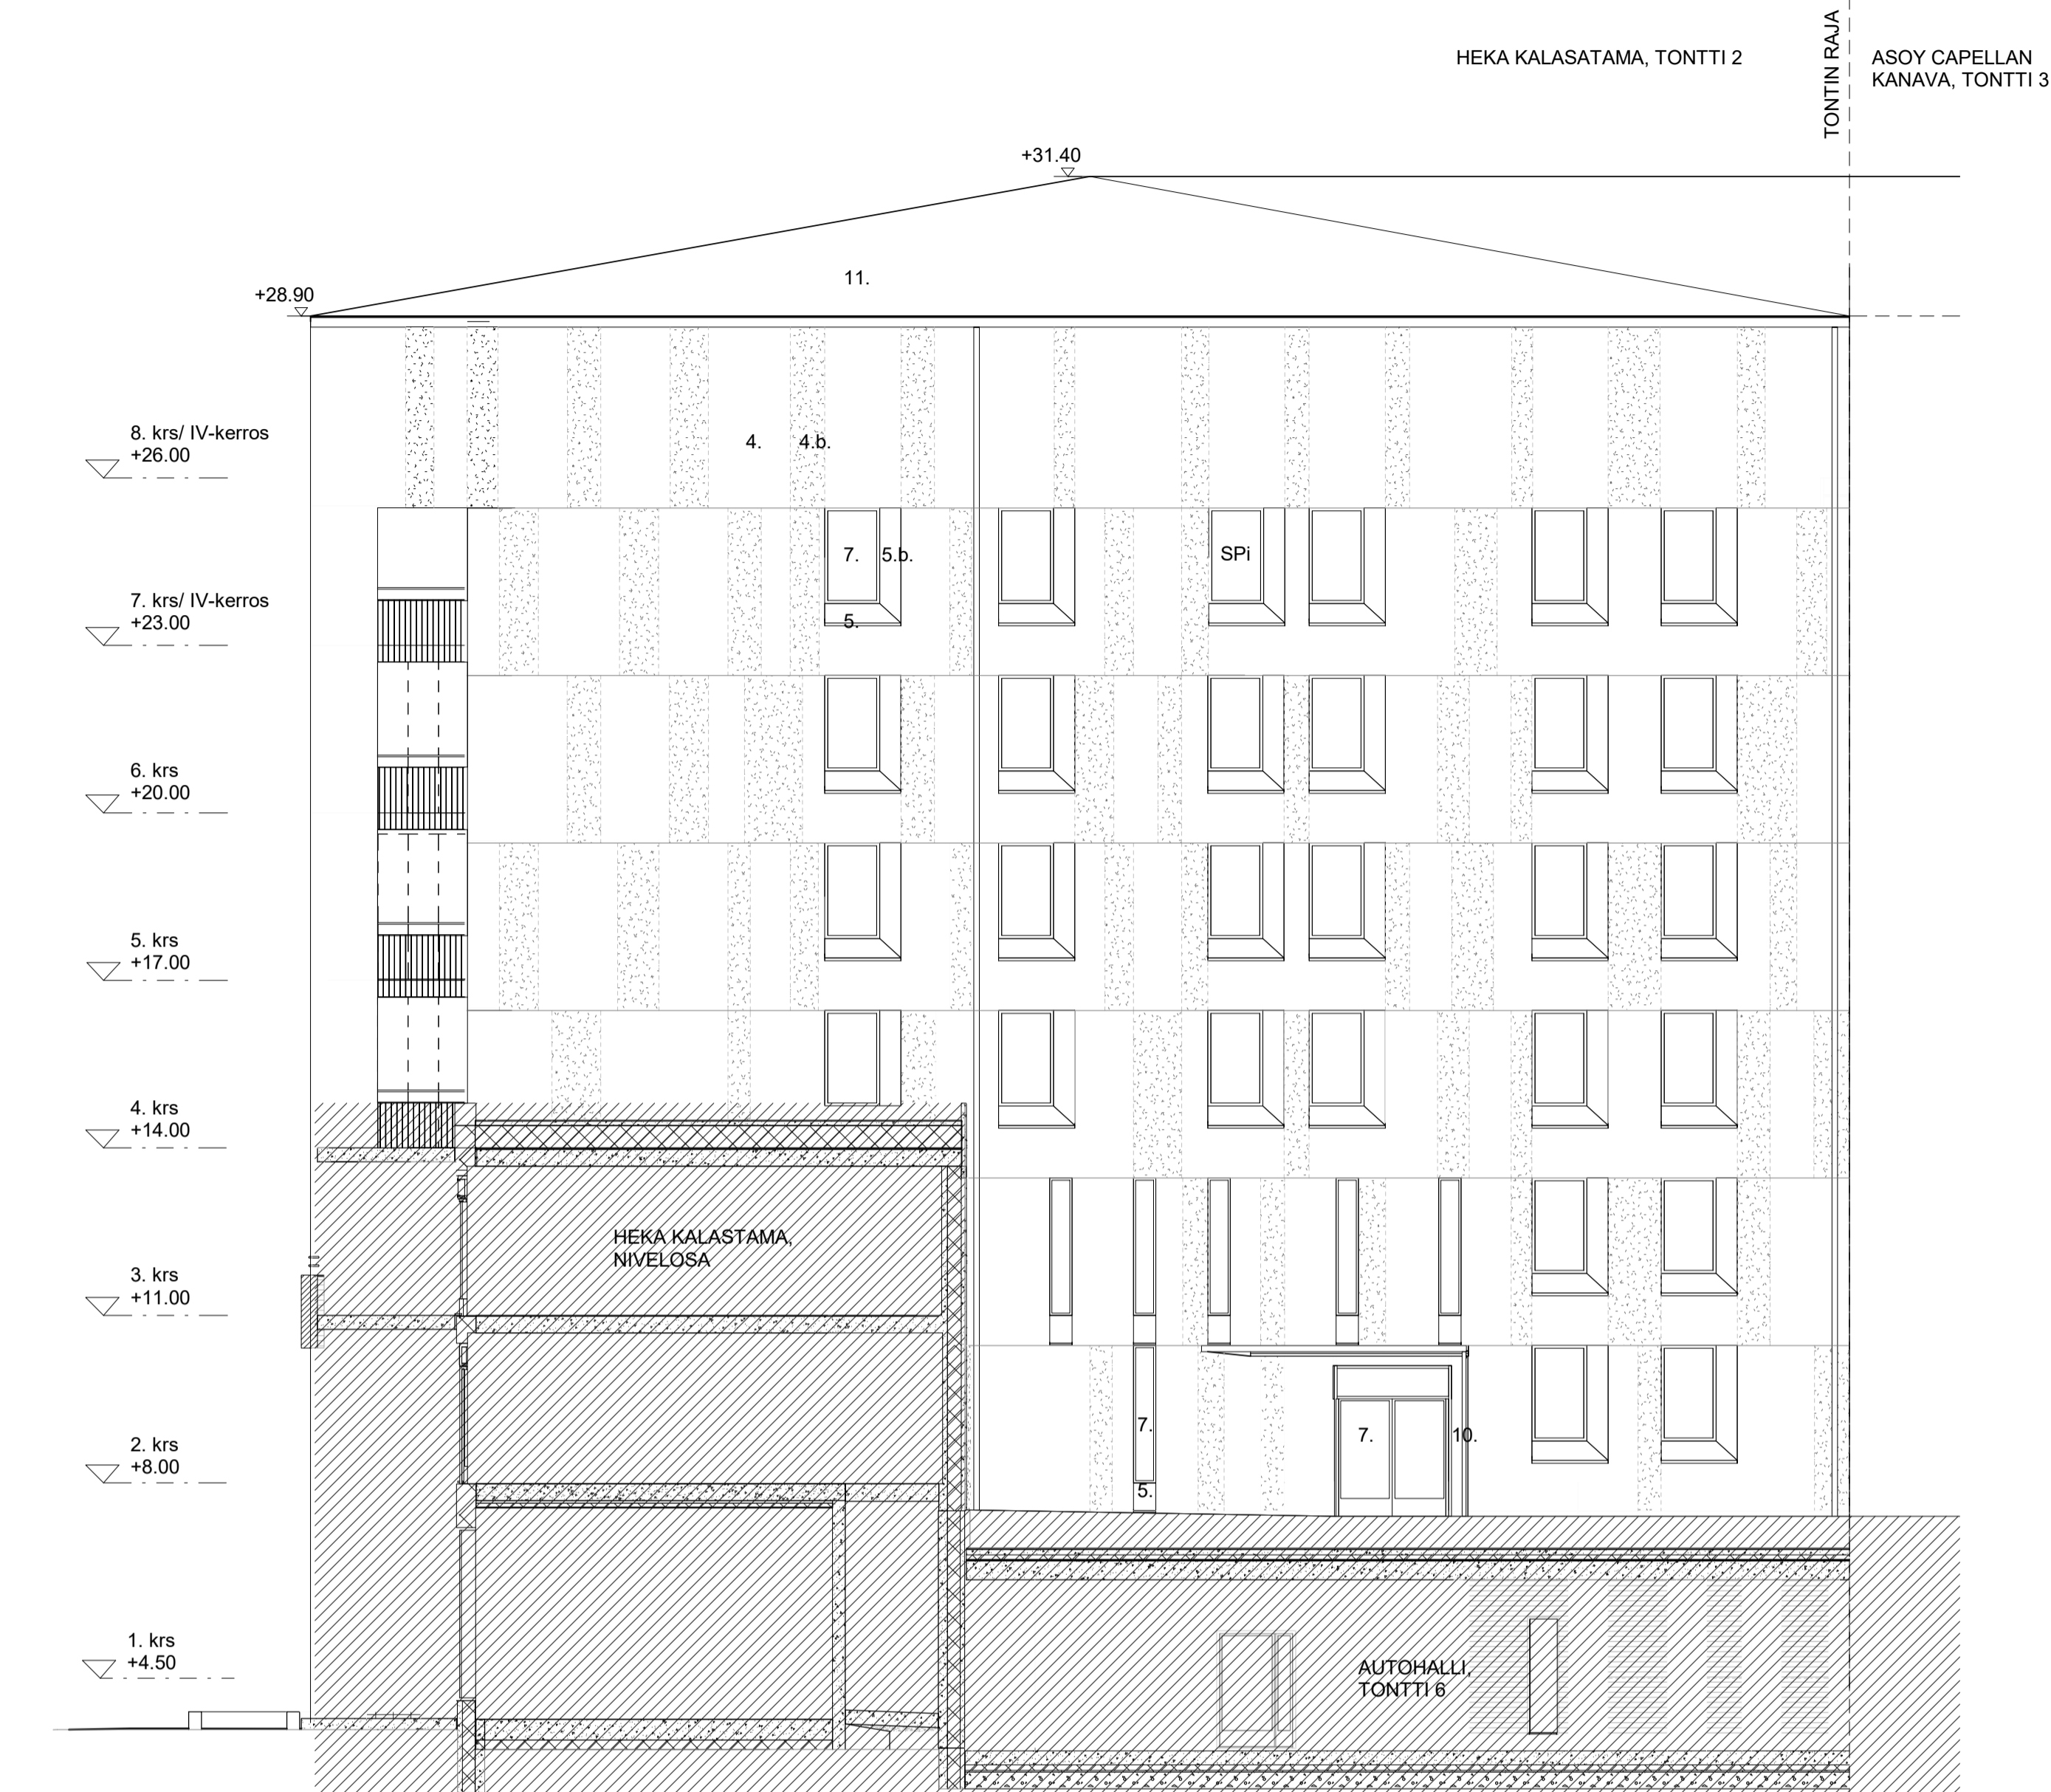 HEKA KALASATAMA, TONTTI 2
TONTIN RAJA
ASOY CAPELLAN
KANAVA, TONTTI 3
+31.40
11.
+28.90
8. krs/ IV-kerros
+26.00
4.
4.b.
7.
5.b.
SPi
5.
7. krs/ IV-kerros
+23.00
6. krs
+20.00
5. krs
+17.00
4. krs
+14.00
HEKA KALASTAMA,
NIVELOSA
3. krs
+11.00
7.
7.
10.
2. krs
+8.00
5.
1. krs
+4.50
AUTOHALLI,
TONTTI 6